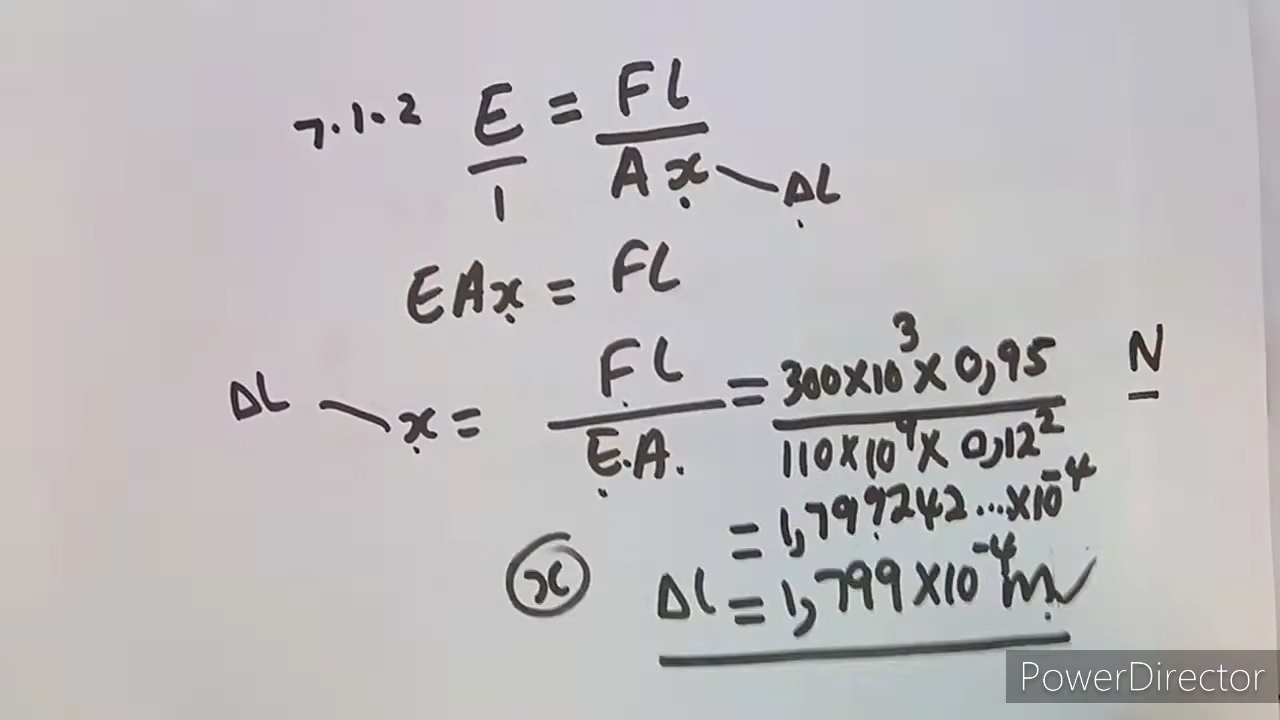 7.1.2 E/1 = FL/Ax — ΔL
EAx = FL
ΔL — x = FL/E.A. = 300×10³×0,95/110×10⁹×0,12² N
= 1,799242...×10⁻⁴
x ΔL = 1,799×10⁻⁴m✓
PowerDirector